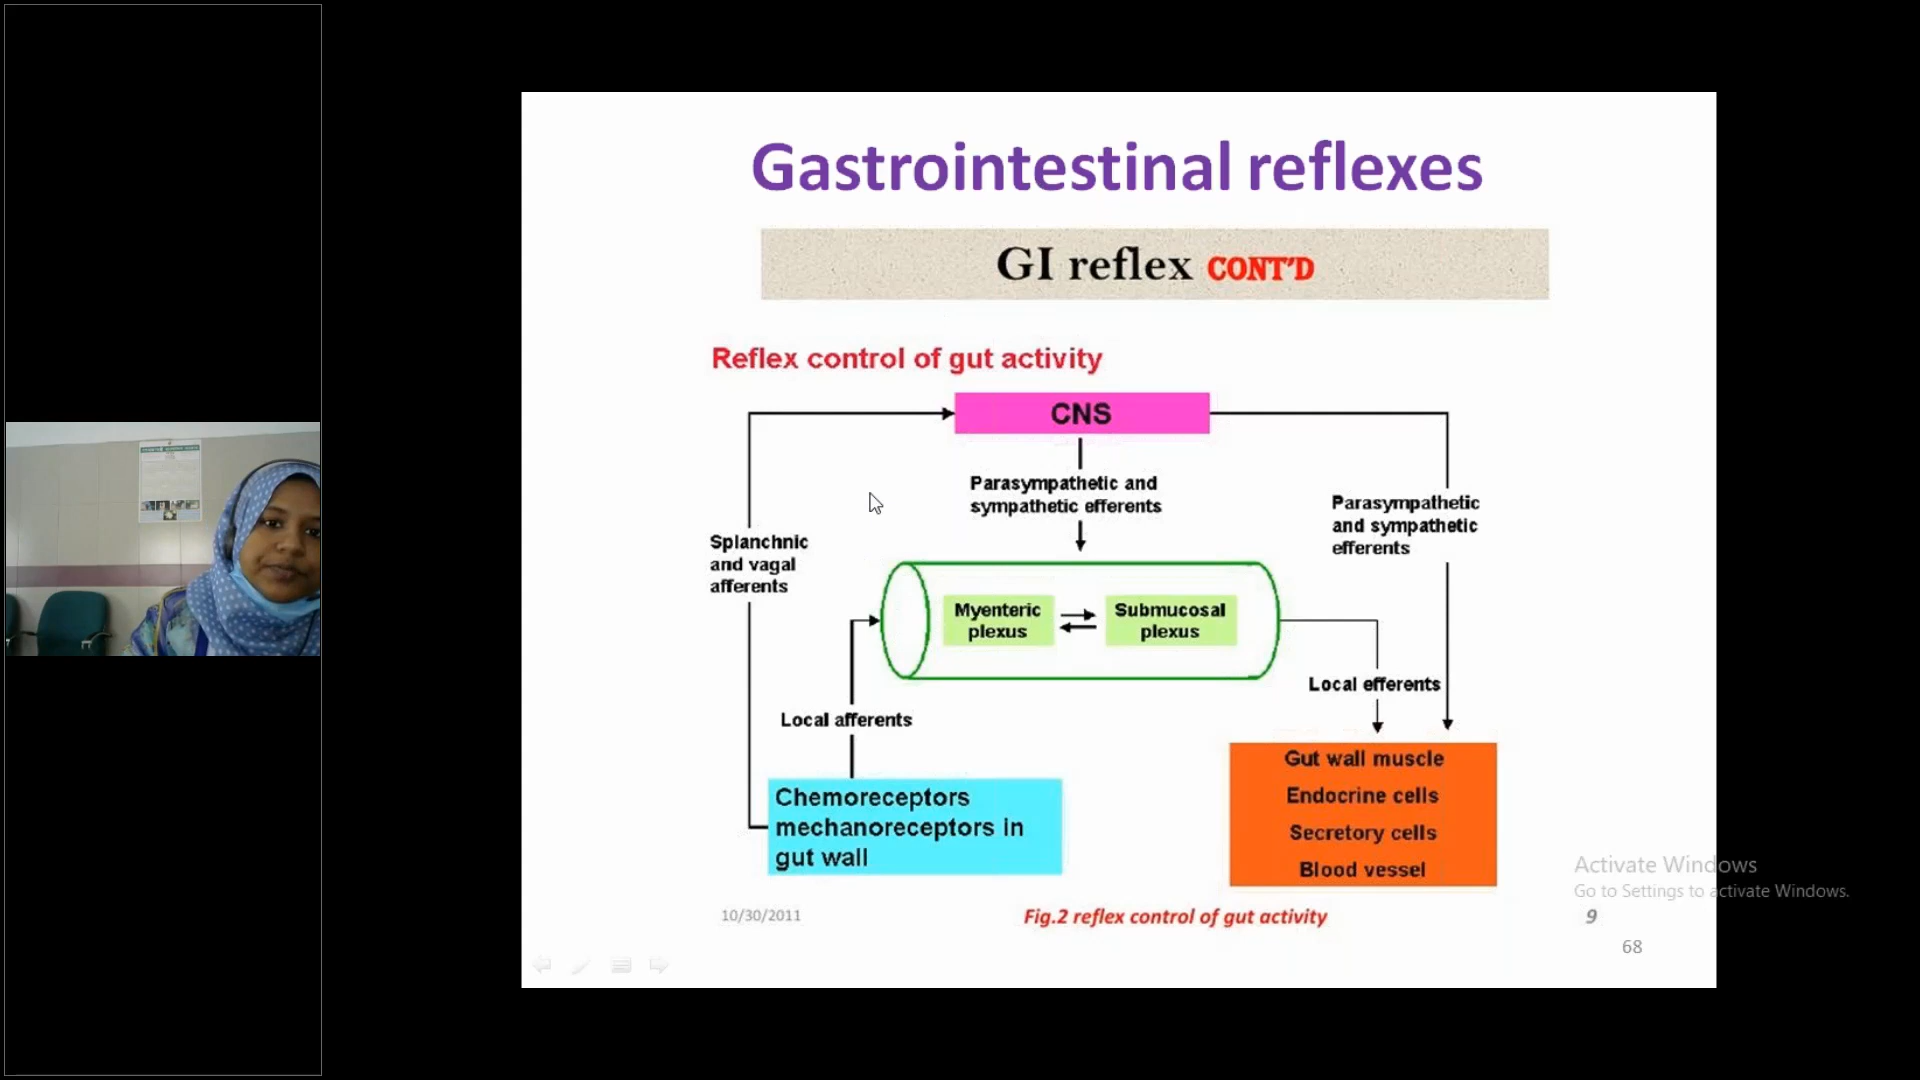 Gastrointestinal reflexes
GI reflex CONT'D
Reflex control of gut activity
CNS
Parasympathetic and
sympathetic efferents
Parasympathetic
and sympathetic
efferents
Splanchnic
and vagal
afferents
Myenteric
plexus
Submucosal
plexus
Local efferents
Local afferents
Gut wall muscle
Endocrine cells
Secretory cells
Blood vessel
Chemoreceptors
mechanoreceptors in
gut wall
Activate Windows
Go to Settings to activate Windows.
10/30/2011
Fig.2 reflex control of gut activity
9
68